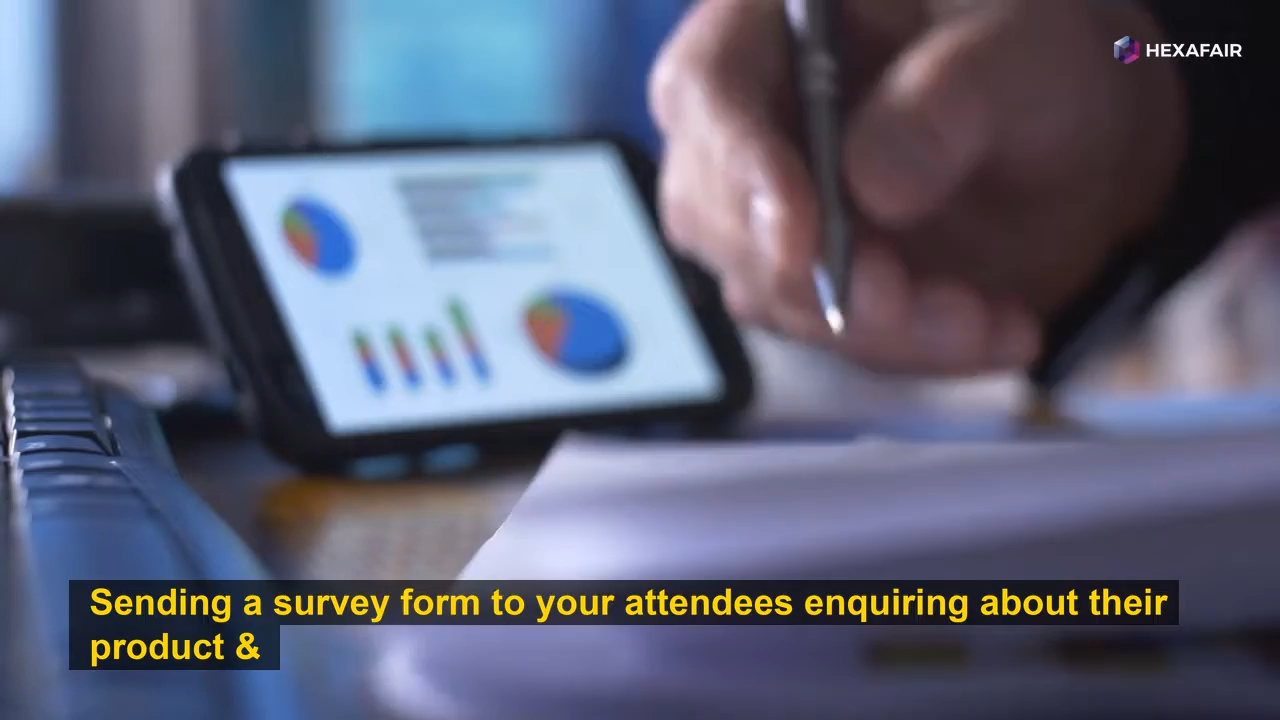 HEXAFAIR
Sending a survey form to your attendees enquiring about their
product &